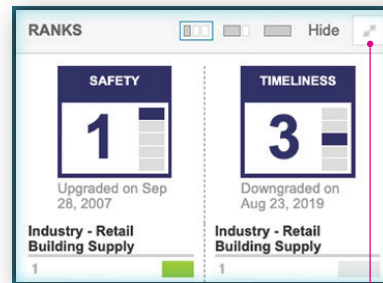 RANKS
Hide
SAFETY
1
Upgraded on Sep
28, 2007
Industry - Retail
Building Supply
1
TIMELINESS
3
Downgraded on
Aug 23, 2019
Industry - Retail
Building Supply
1